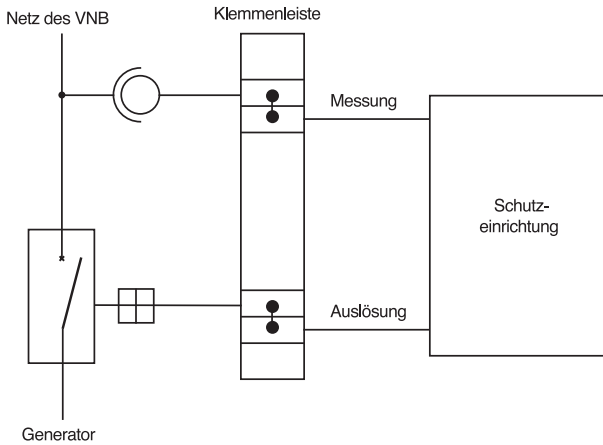 Netz des VNB
Klemmenleiste
Messung
Schutz-
einrichtung
Auslösung
Generator